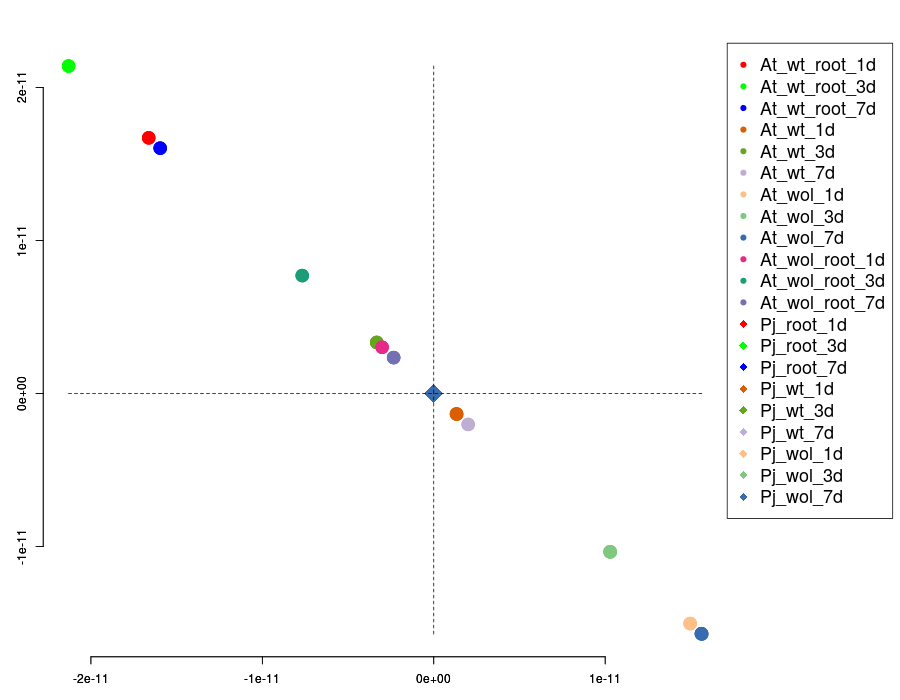 2e-11
1e-11
0e+00
-1e-11
-2e-11
-1e-11
0e+00
1e-11
At_wt_root_1d
At_wt_root_3d
At_wt_root_7d
At_wt_1d
At_wt_3d
At_wt_7d
At_wol_1d
At_wol_3d
At_wol_7d
At_wol_root_1d
At_wol_root_3d
At_wol_root_7d
Pj_root_1d
Pj_root_3d
Pj_root_7d
Pj_wt_1d
Pj_wt_3d
Pj_wt_7d
Pj_wol_1d
Pj_wol_3d
Pj_wol_7d